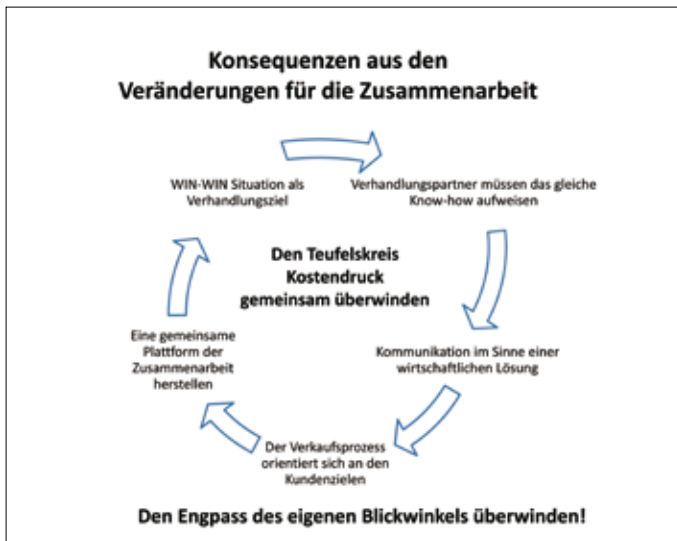 Konsequenzen aus den
Veränderungen für die Zusammenarbeit
WIN-WIN Situation als
Verhandlungsziel
Verhandlungspartner müssen das gleiche
Know-how aufweisen
Den Teufelskreis
Kostendruck
gemeinsam überwinden
Eine gemeinsame
Plattform der
Zusammenarbeit
herstellen
Kommunikation im Sinne einer
wirtschaftlichen Lösung
Der Verkaufsprozess
orientiert sich an den
Kundenzielen
Den Engpass des eigenen Blickwinkels überwinden!